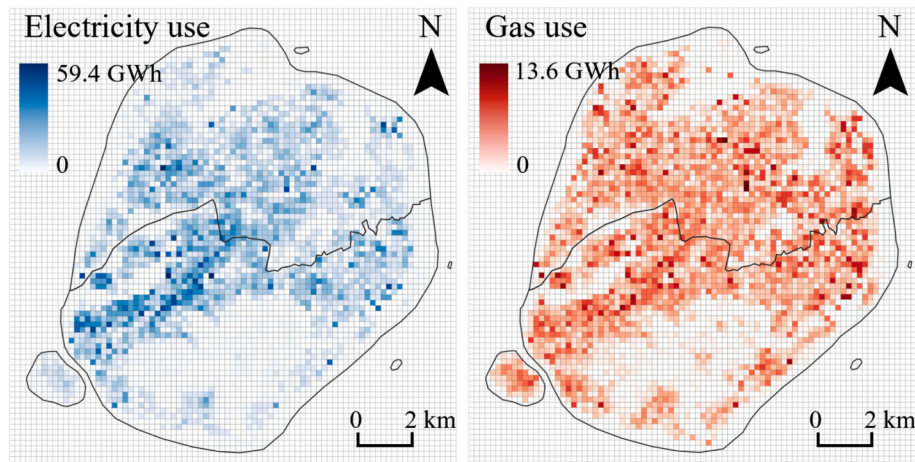 Electricity use
N
59.4 GWh
0
0 2 km
Gas use
N
13.6 GWh
0
0 2 km